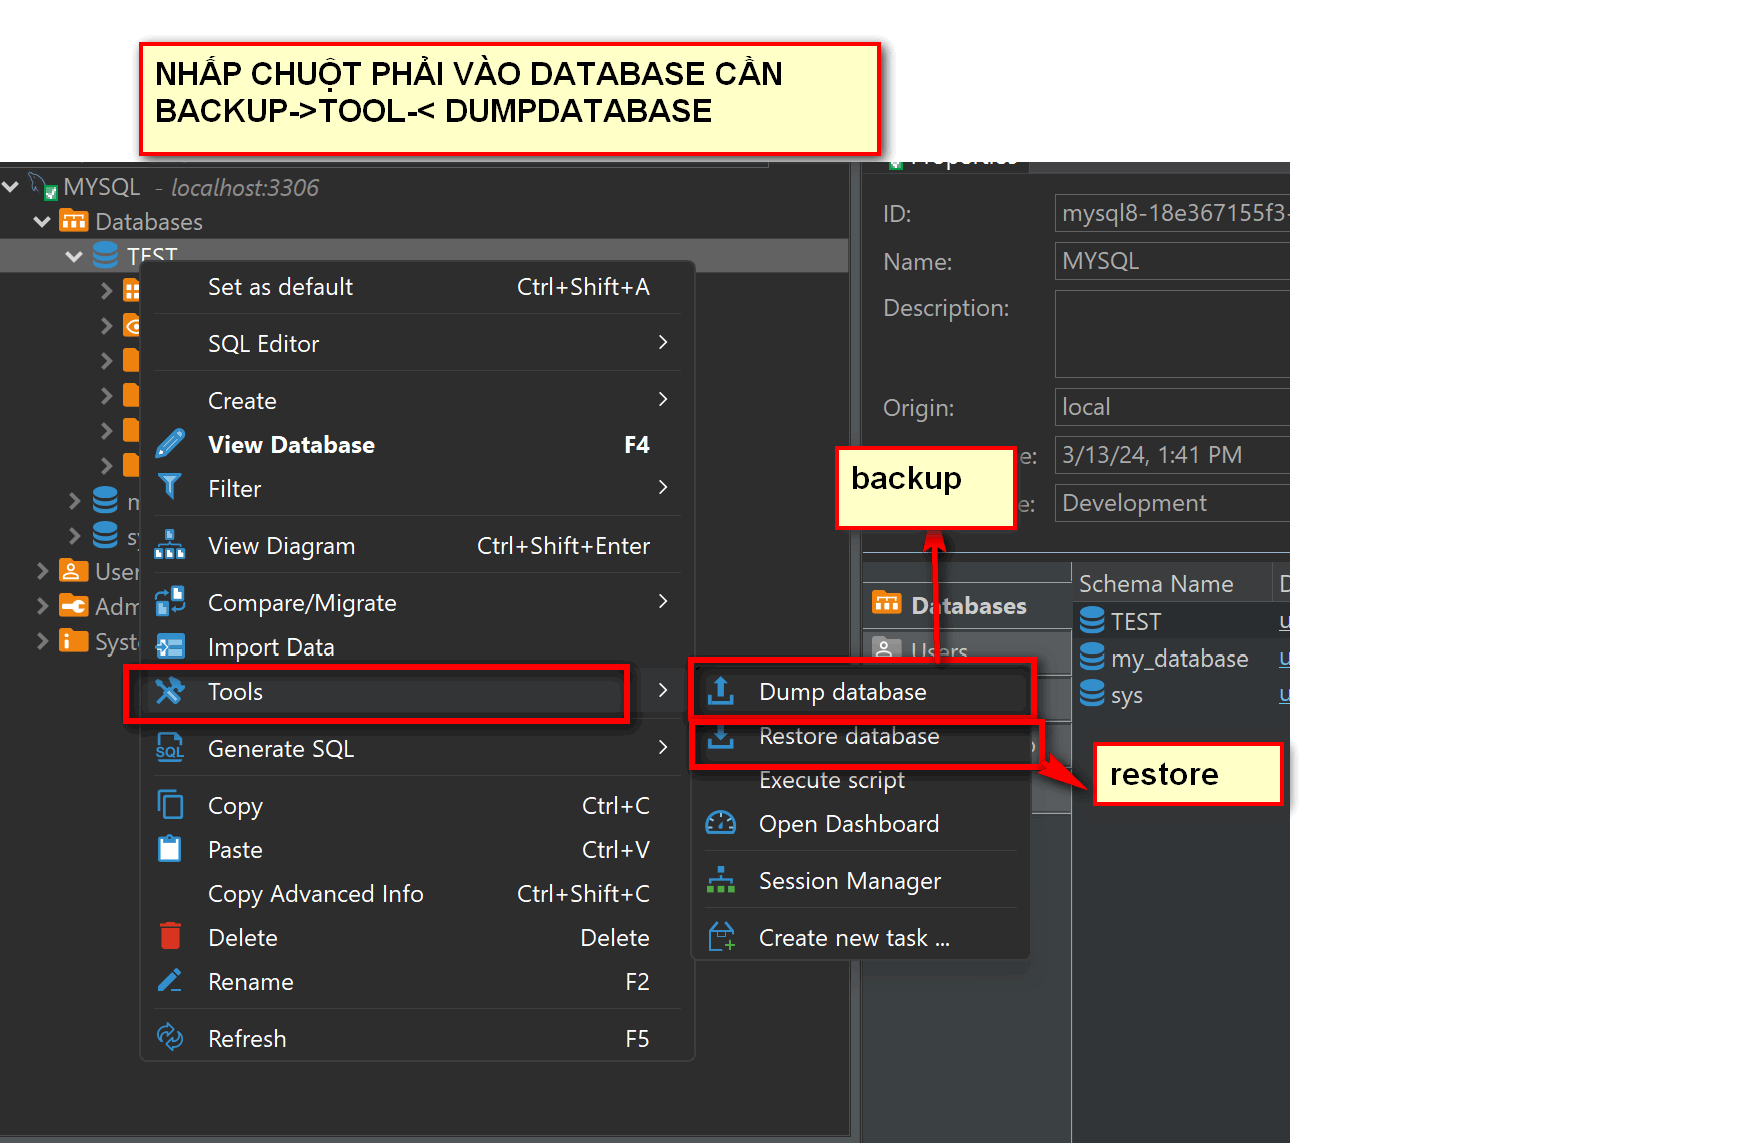 NHẤP CHUỘT PHẢI VÀO DATABASE CẦN
BACKUP->TOOL-< DUMPDATABASE
MYSQL - localhost:3306
Databases
TEST
Set as default Ctrl+Shift+A
SQL Editor
Create
View Database F4
Filter
View Diagram Ctrl+Shift+Enter
Compare/Migrate
Import Data
Tools
Generate SQL
Copy Ctrl+C
Paste Ctrl+V
Copy Advanced Info Ctrl+Shift+C
Delete Delete
Rename F2
Refresh F5
Dump database
Restore database
Execute script
Open Dashboard
Session Manager
Create new task ...
backup
restore
Properties
ID: mysql8-18e367155f3-
Name: MYSQL
Description:
Origin: local
e: 3/13/24, 1:41 PM
e: Development
Databases
Users
Schema Name D
TEST u
my_database u
sys u